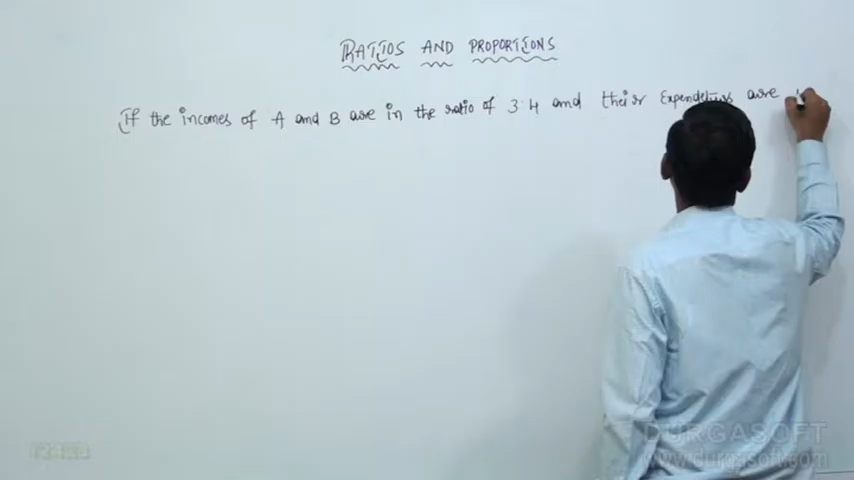 RATIOS AND PROPORTIONS
If the incomes of A and B are in the ratio of 3:4 and their Expendeturs are
DURGASOFT
www.durgasoft.com